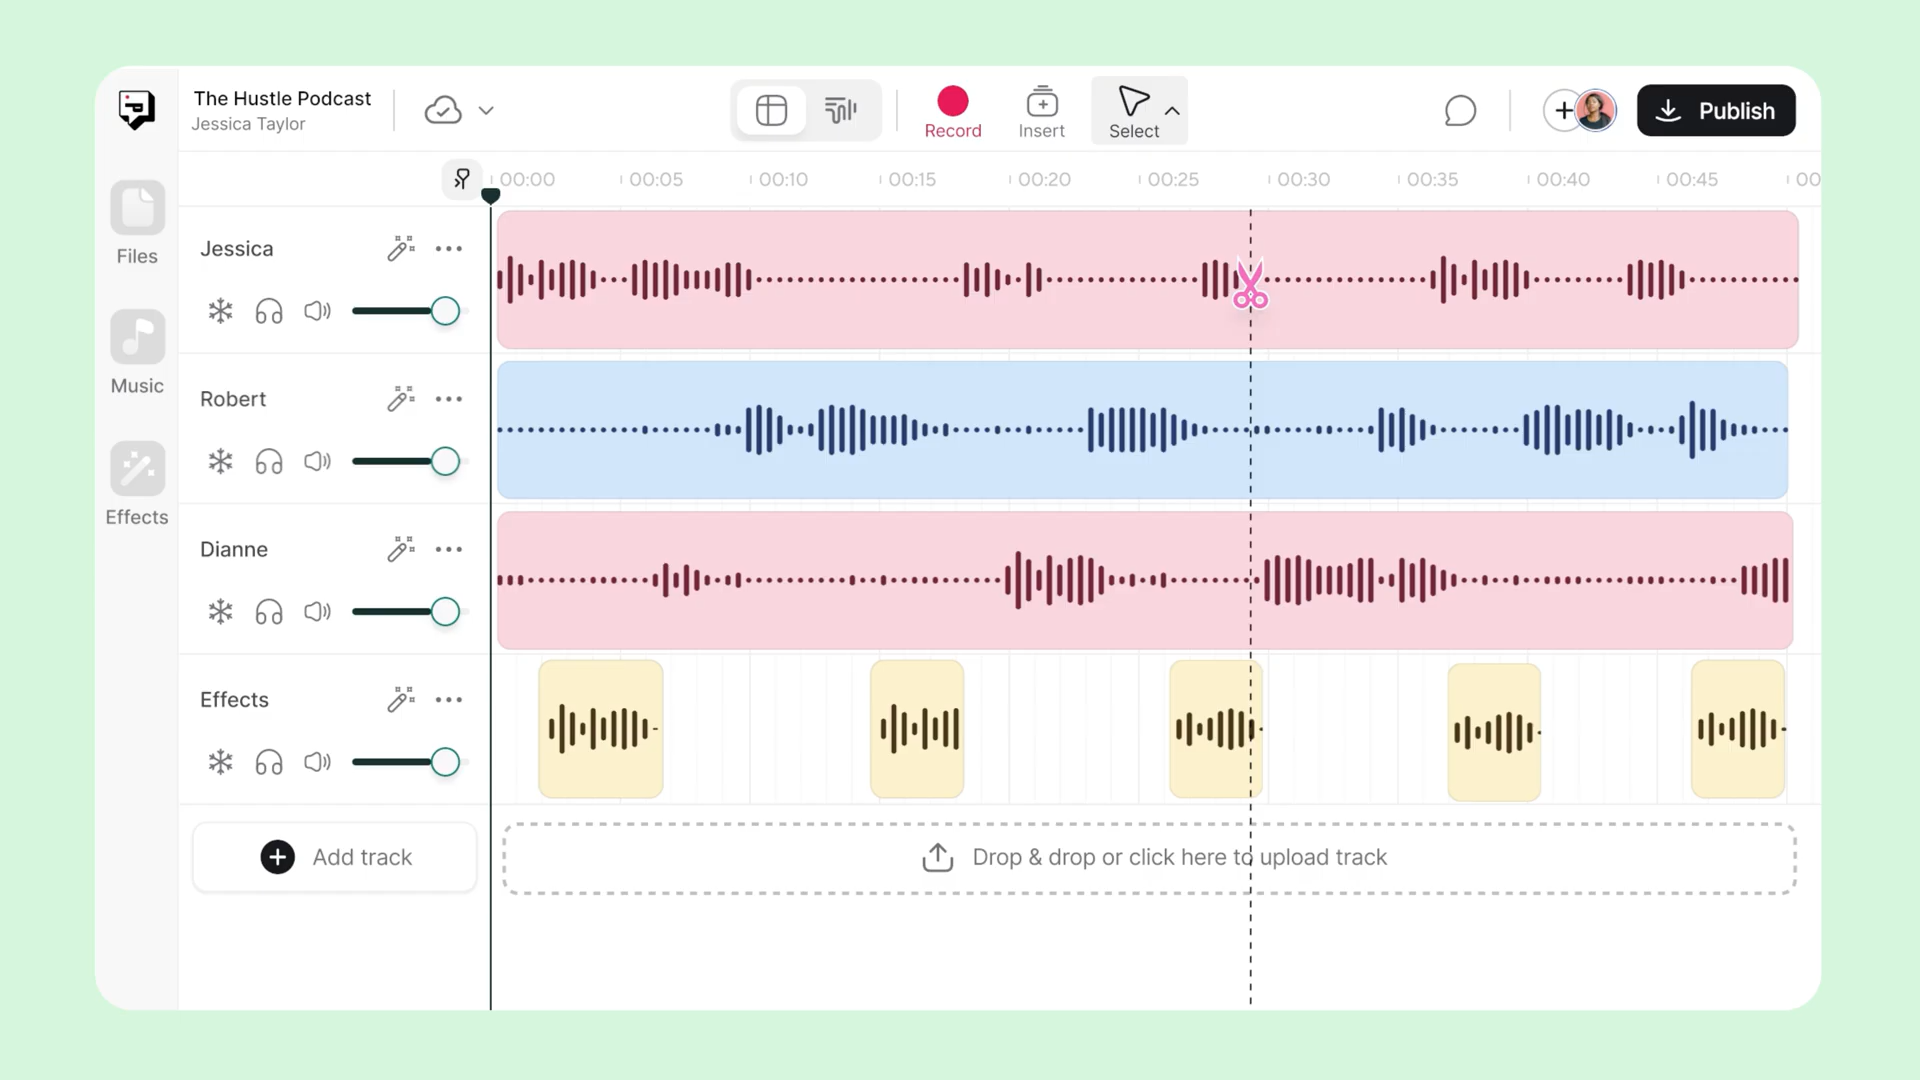 The Hustle Podcast
Jessica Taylor
Record
Insert
Select
Publish
00:00 00:05 00:10 00:15 00:20 00:25 00:30 00:35 00:40 00:45 00
Files
Music
Effects
Jessica
Robert
Dianne
Effects
Add track
Drop & drop or click here to upload track